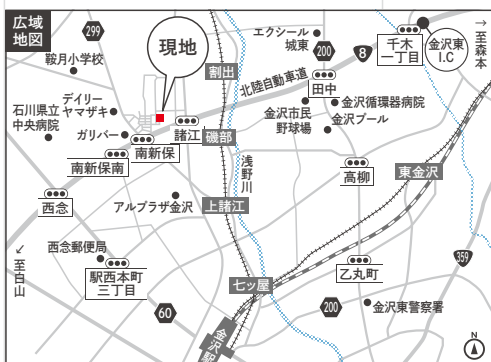 広域
地図
299
鞍月小学校
現地
エクシール
城東
200
8
千木
一丁目
金沢東
I.C
→
至森本
割出
北陸自動車道
田中
デイリー
ヤマザキ
石川県立
中央病院
ガリバー
諸江
金沢循環器病院
金沢市民
野球場
金沢プール
磯部
浅野川
南新保
南新保南
高柳
東金沢
西念
アルプラザ金沢
上諸江
↙
至白山
西念郵便局
駅西本町
三丁目
七ッ屋
乙丸町
359
60
200
金沢東警察署
金沢駅
N